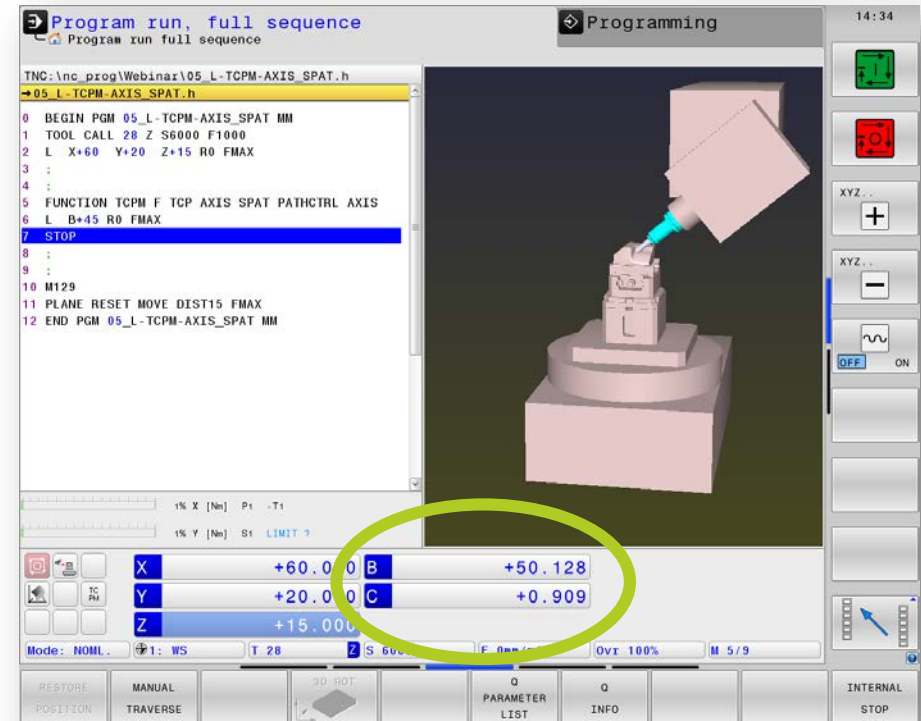 Program run, full sequence
Program run full sequence
Programming
14:34
TNC:\nc_prog\Webinar\05_L-TCPM-AXIS_SPAT.h
→05_L-TCPM-AXIS_SPAT.h
0 BEGIN PGM 05_L-TCPM-AXIS_SPAT MM
1 TOOL CALL 28 Z S6000 F1000
2 L X+60 Y+20 Z+15 R0 FMAX
3 ;
4 ;
5 FUNCTION TCPM F TCP AXIS SPAT PATHCTRL AXIS
6 L B+45 R0 FMAX
7 STOP
8 ;
9 ;
10 M129
11 PLANE RESET MOVE DIST15 FMAX
12 END PGM 05_L-TCPM-AXIS_SPAT MM
XYZ..
+
XYZ..
−
OFF ON
1% X [Nm] P1 -T1
1% Y [Nm] S1 LIMIT ?
X B +50.128
TC PM
Y C +0.909
Z +15.000
Mode: NOML. 1: WS T 28 Z Ovr 100% M 5/9
RESTORE POSITION
MANUAL TRAVERSE
3D ROT
Q PARAMETER LIST
Q INFO
INTERNAL STOP